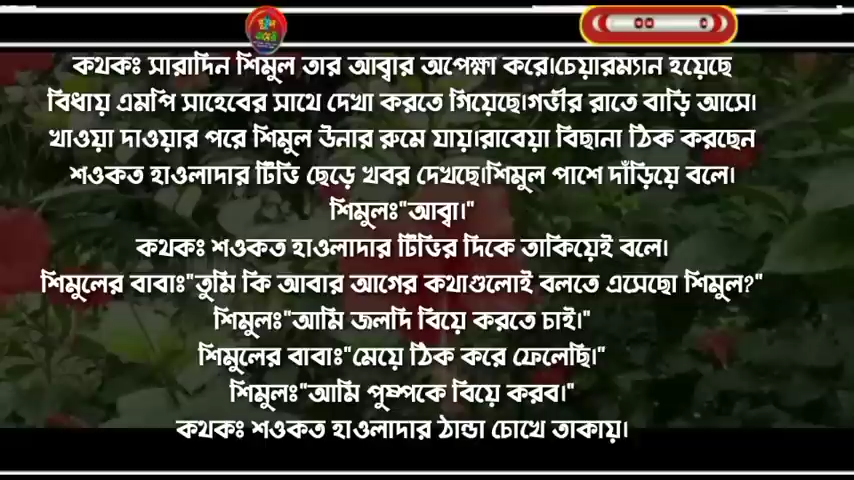 কথকঃ সারাদিন শিমুল তার আব্বার অপেক্ষা করে।চেয়ারম্যান হয়েছে
বিধায় এমপি সাহেবের সাথে দেখা করতে গিয়েছে।গভীর রাতে বাড়ি আসে।
খাওয়া দাওয়ার পরে শিমুল উনার রুমে যায়।রাবেয়া বিছানা ঠিক করছেন
শওকত হাওলাদার টিভি ছেড়ে খবর দেখছে।শিমুল পাশে দাঁড়িয়ে বলে।
শিমুলঃ"আব্বা।"
কথকঃ শওকত হাওলাদার টিভির দিকে তাকিয়েই বলে।
শিমুলের বাবাঃ"তুমি কি আবার আগের কথাগুলোই বলতে এসেছো শিমুল?"
শিমুলঃ"আমি জলদি বিয়ে করতে চাই।"
শিমুলের বাবাঃ"মেয়ে ঠিক করে ফেলেছি।"
শিমুলঃ"আমি পুষ্পকে বিয়ে করব।"
কথকঃ শওকত হাওলাদার ঠান্ডা চোখে তাকায়।